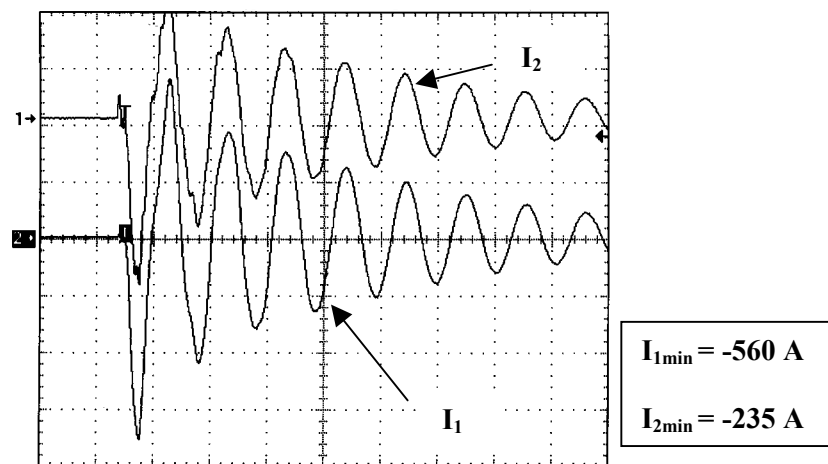 I2
1→
2→
I1
I1min = -560 A
I2min = -235 A